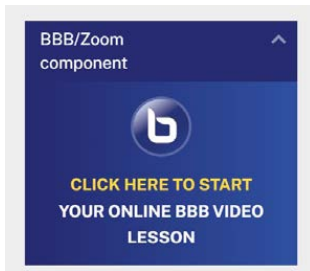 BBB/Zoom
component
b
CLICK HERE TO START
YOUR ONLINE BBB VIDEO
LESSON